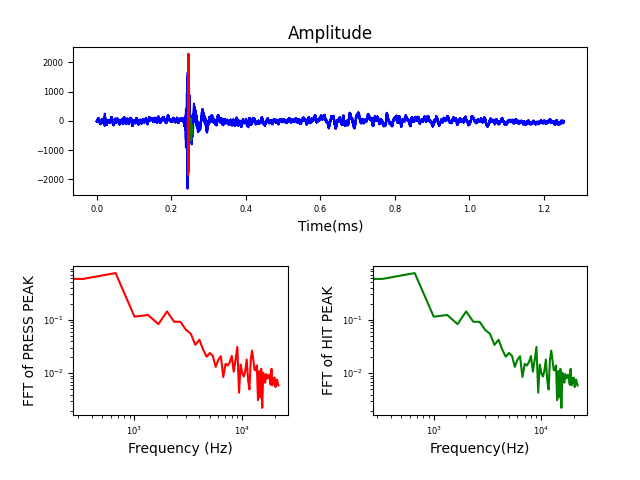 Amplitude
2000
1000
0
−1000
−2000
0.0 0.2 0.4 0.6 0.8 1.0 1.2
Time(ms)
FFT of PRESS PEAK
10⁻¹
10⁻²
10³ 10⁴
Frequency (Hz)
FFT of HIT PEAK
10⁻¹
10⁻²
10³ 10⁴
Frequency(Hz)